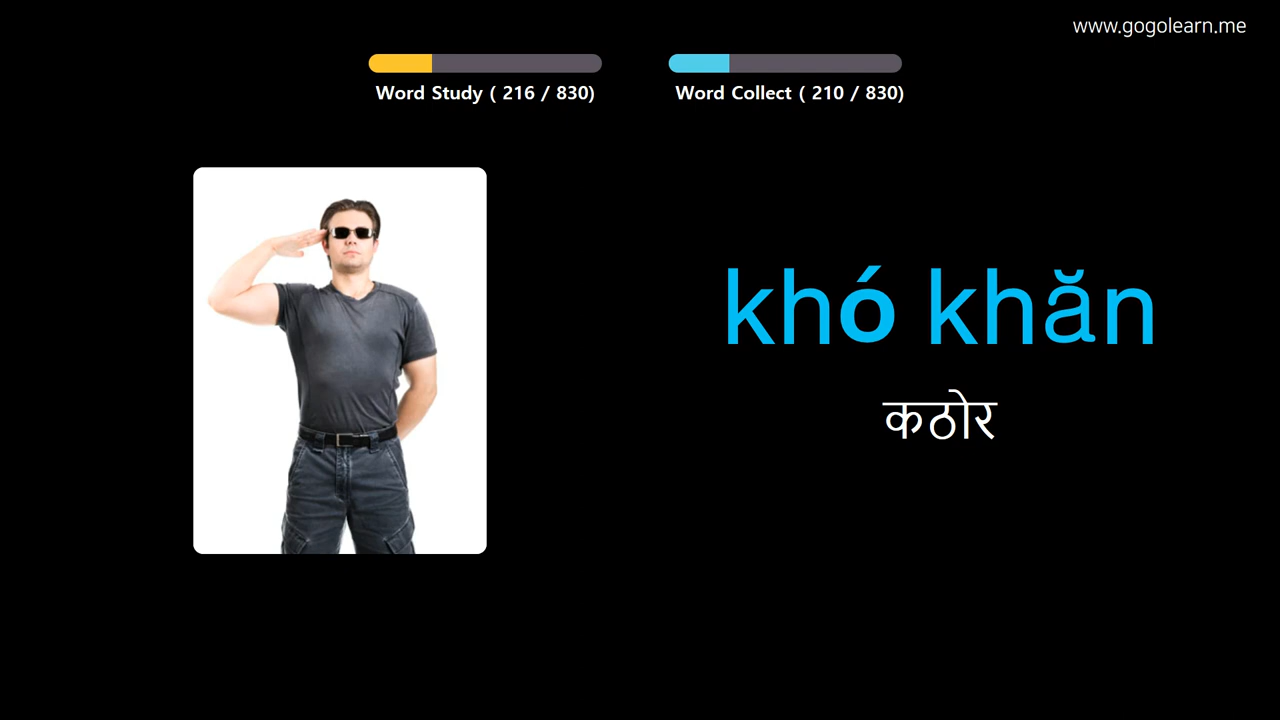 www.gogolearn.me
Word Study ( 216 / 830)
Word Collect ( 210 / 830)
khó khăn
कठोर